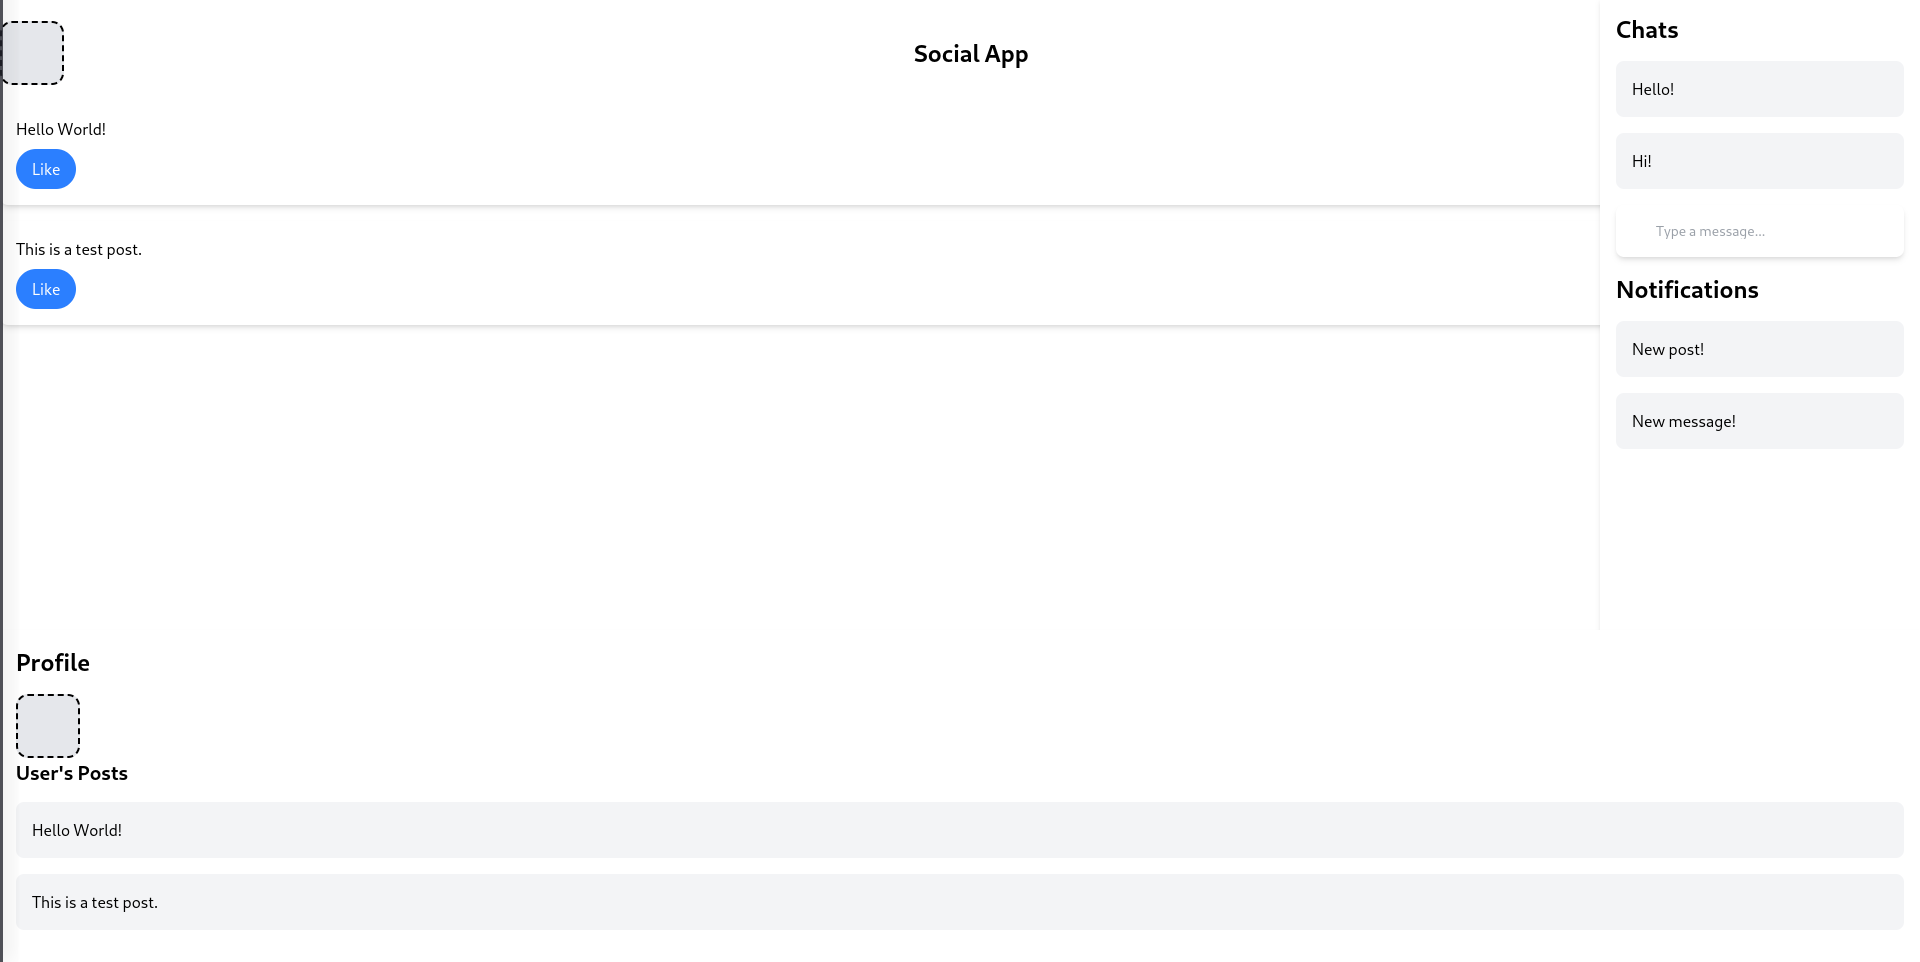 Social App
Hello World!
Like
This is a test post.
Like
Chats
Hello!
Hi!
Type a message...
Notifications
New post!
New message!
Profile
User's Posts
Hello World!
This is a test post.